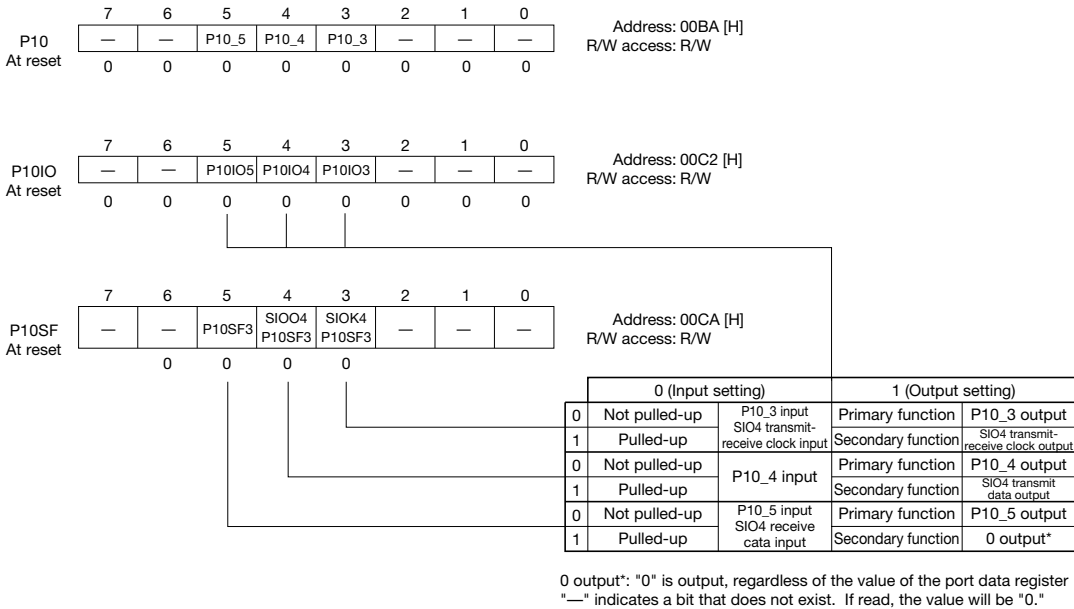 7 6 5 4 3 2 1 0
P10 — — P10_5 P10_4 P10_3 — — —
At reset 0 0 0 0 0 0 0 0
Address: 00BA [H]
R/W access: R/W
7 6 5 4 3 2 1 0
P10IO — — P10IO5 P10IO4 P10IO3 — — —
At reset 0 0 0 0 0 0 0 0
Address: 00C2 [H]
R/W access: R/W
7 6 5 4 3 2 1 0
P10SF — — P10SF3 SIOO4 P10SF3 SIOK4 P10SF3 — — —
At reset 0 0 0 0
Address: 00CA [H]
R/W access: R/W
0 (Input setting) 1 (Output setting)
0 Not pulled-up P10_3 input Primary function P10_3 output
SIO4 transmit-
receive clock input
1 Pulled-up Secondary function SIO4 transmit-
receive clock output
0 Not pulled-up P10_4 input Primary function P10_4 output
1 Pulled-up Secondary function SIO4 transmit
data output
0 Not pulled-up P10_5 input Primary function P10_5 output
SIO4 receive
cata input
1 Pulled-up Secondary function 0 output*
0 output*: "0" is output, regardless of the value of the port data register
"—" indicates a bit that does not exist. If read, the value will be "0."